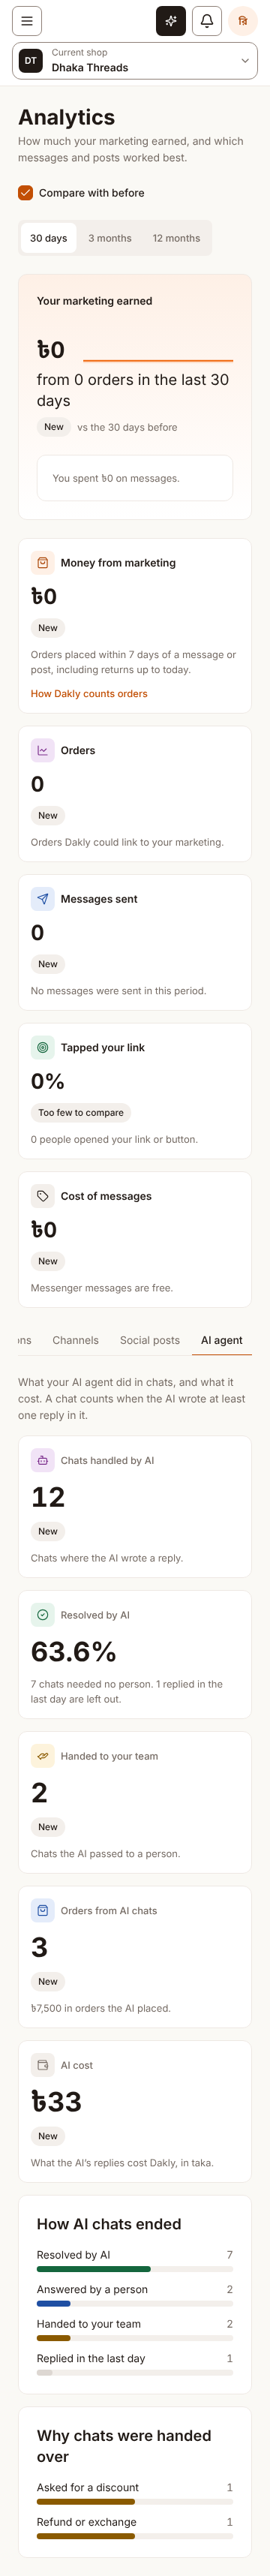 রি
DT
Current shop
Dhaka Threads
Analytics
How much your marketing earned, and which
messages and posts worked best.
Compare with before
30 days
3 months
12 months
Your marketing earned
৳0
from 0 orders in the last 30
days
New
vs the 30 days before
You spent ৳0 on messages.
Money from marketing
৳0
New
Orders placed within 7 days of a message or
post, including returns up to today.
How Dakly counts orders
Orders
0
New
Orders Dakly could link to your marketing.
Messages sent
0
New
No messages were sent in this period.
Tapped your link
0%
Too few to compare
0 people opened your link or button.
Cost of messages
৳0
New
Messenger messages are free.
ons
Channels
Social posts
AI agent
What your AI agent did in chats, and what it
cost. A chat counts when the AI wrote at least
one reply in it.
Chats handled by AI
12
New
Chats where the AI wrote a reply.
Resolved by AI
63.6%
7 chats needed no person. 1 replied in the
last day are left out.
Handed to your team
2
New
Chats the AI passed to a person.
Orders from AI chats
3
New
৳7,500 in orders the AI placed.
AI cost
৳33
New
What the AI's replies cost Dakly, in taka.
How AI chats ended
Resolved by AI 7
Answered by a person 2
Handed to your team 2
Replied in the last day 1
Why chats were handed
over
Asked for a discount 1
Refund or exchange 1